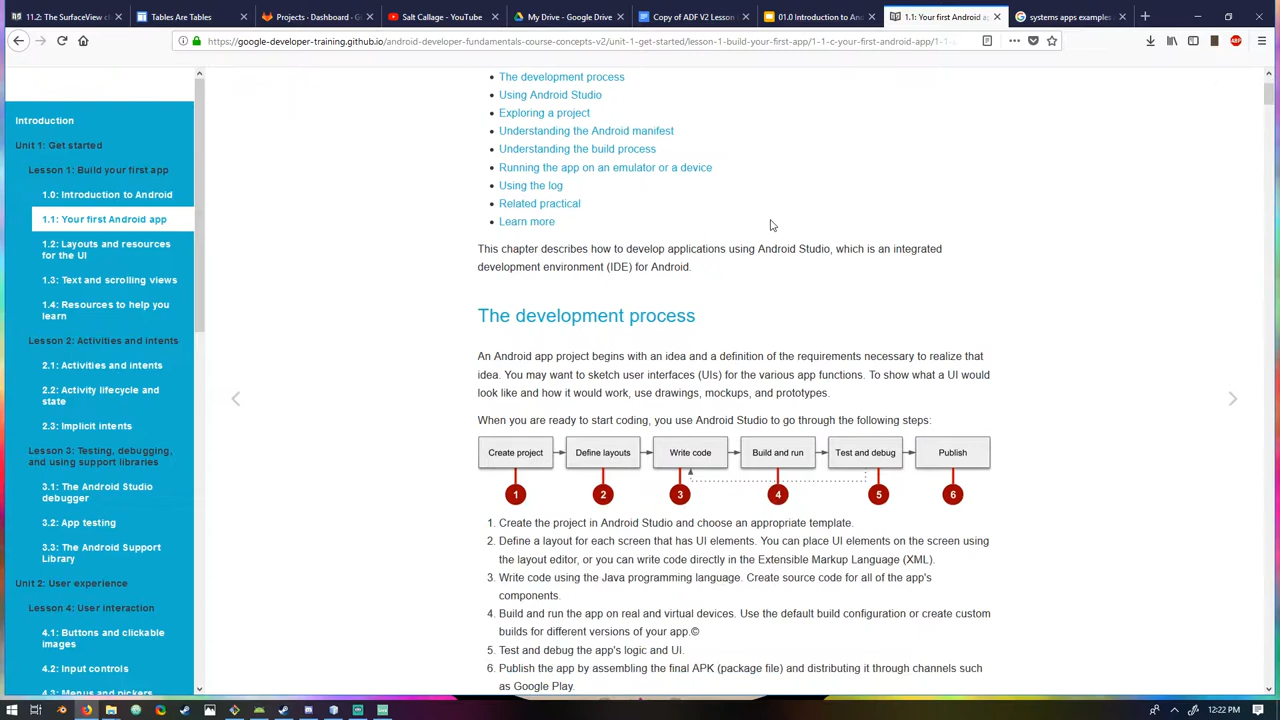 11. The SurfaceView cl
Tables Are Tables
Projects - Dashboard - G
Salt Callage - YouTube
My Drive - Google Drive
Copy of ADF V2 Lesson
01.0 Introduction to And
1.1: Your first Android ap
systems apps examples
https://google-developer-training.github.io/android-developer-fundamentals-course-concepts-v2/unit-1-get-started/lesson-1-build-your-first-app/1-1-c-your-first-android-app/1-1-
ABP
The development process
Using Android Studio
Exploring a project
Understanding the Android manifest
Understanding the build process
Running the app on an emulator or a device
Using the log
Related practical
Learn more
This chapter describes how to develop applications using Android Studio, which is an integrated
development environment (IDE) for Android.
The development process
An Android app project begins with an idea and a definition of the requirements necessary to realize that
idea. You may want to sketch user interfaces (UIs) for the various app functions. To show what a UI would
look like and how it would work, use drawings, mockups, and prototypes.
When you are ready to start coding, you use Android Studio to go through the following steps:
Create project
Define layouts
Write code
Build and run
Test and debug
Publish
1
2
3
4
5
6
1. Create the project in Android Studio and choose an appropriate template.
2. Define a layout for each screen that has UI elements. You can place UI elements on the screen using
the layout editor, or you can write code directly in the Extensible Markup Language (XML).
3. Write code using the Java programming language. Create source code for all of the app's
components.
4. Build and run the app on real and virtual devices. Use the default build configuration or create custom
builds for different versions of your app.©
5. Test and debug the app's logic and UI.
6. Publish the app by assembling the final APK (package file) and distributing it through channels such
as Google Play.
Introduction
Unit 1: Get started
Lesson 1: Build your first app
1.0: Introduction to Android
1.1: Your first Android app
1.2: Layouts and resources
for the UI
1.3: Text and scrolling views
1.4: Resources to help you
learn
Lesson 2: Activities and intents
2.1: Activities and intents
2.2: Activity lifecycle and
state
2.3: Implicit intents
Lesson 3: Testing, debugging,
and using support libraries
3.1: The Android Studio
debugger
3.2: App testing
3.3: The Android Support
Library
Unit 2: User experience
Lesson 4: User interaction
4.1: Buttons and clickable
images
4.2: Input controls
4.3: Menus and pickers
12:22 PM